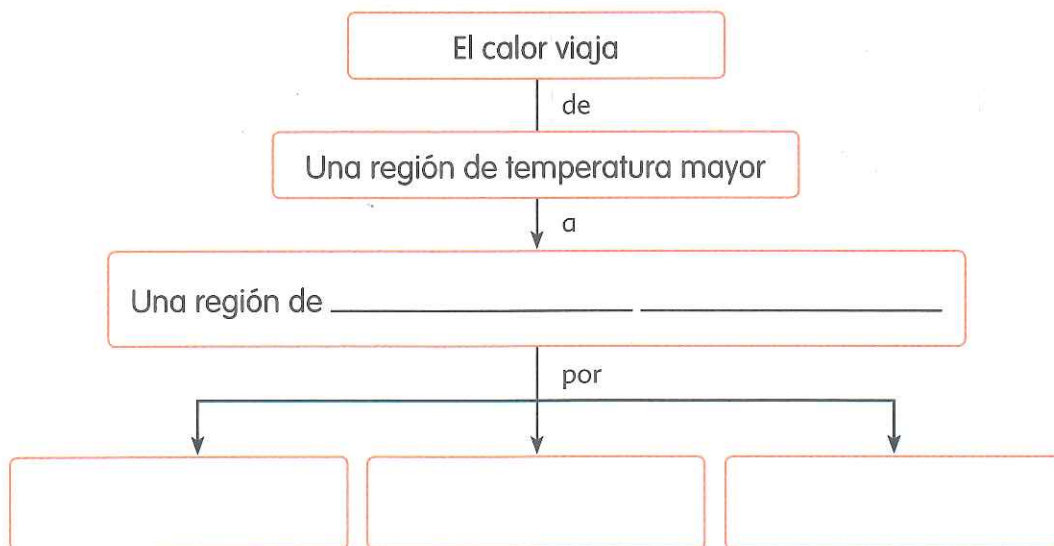 El calor viaja
de
Una región de temperatura mayor
a
Una región de
por